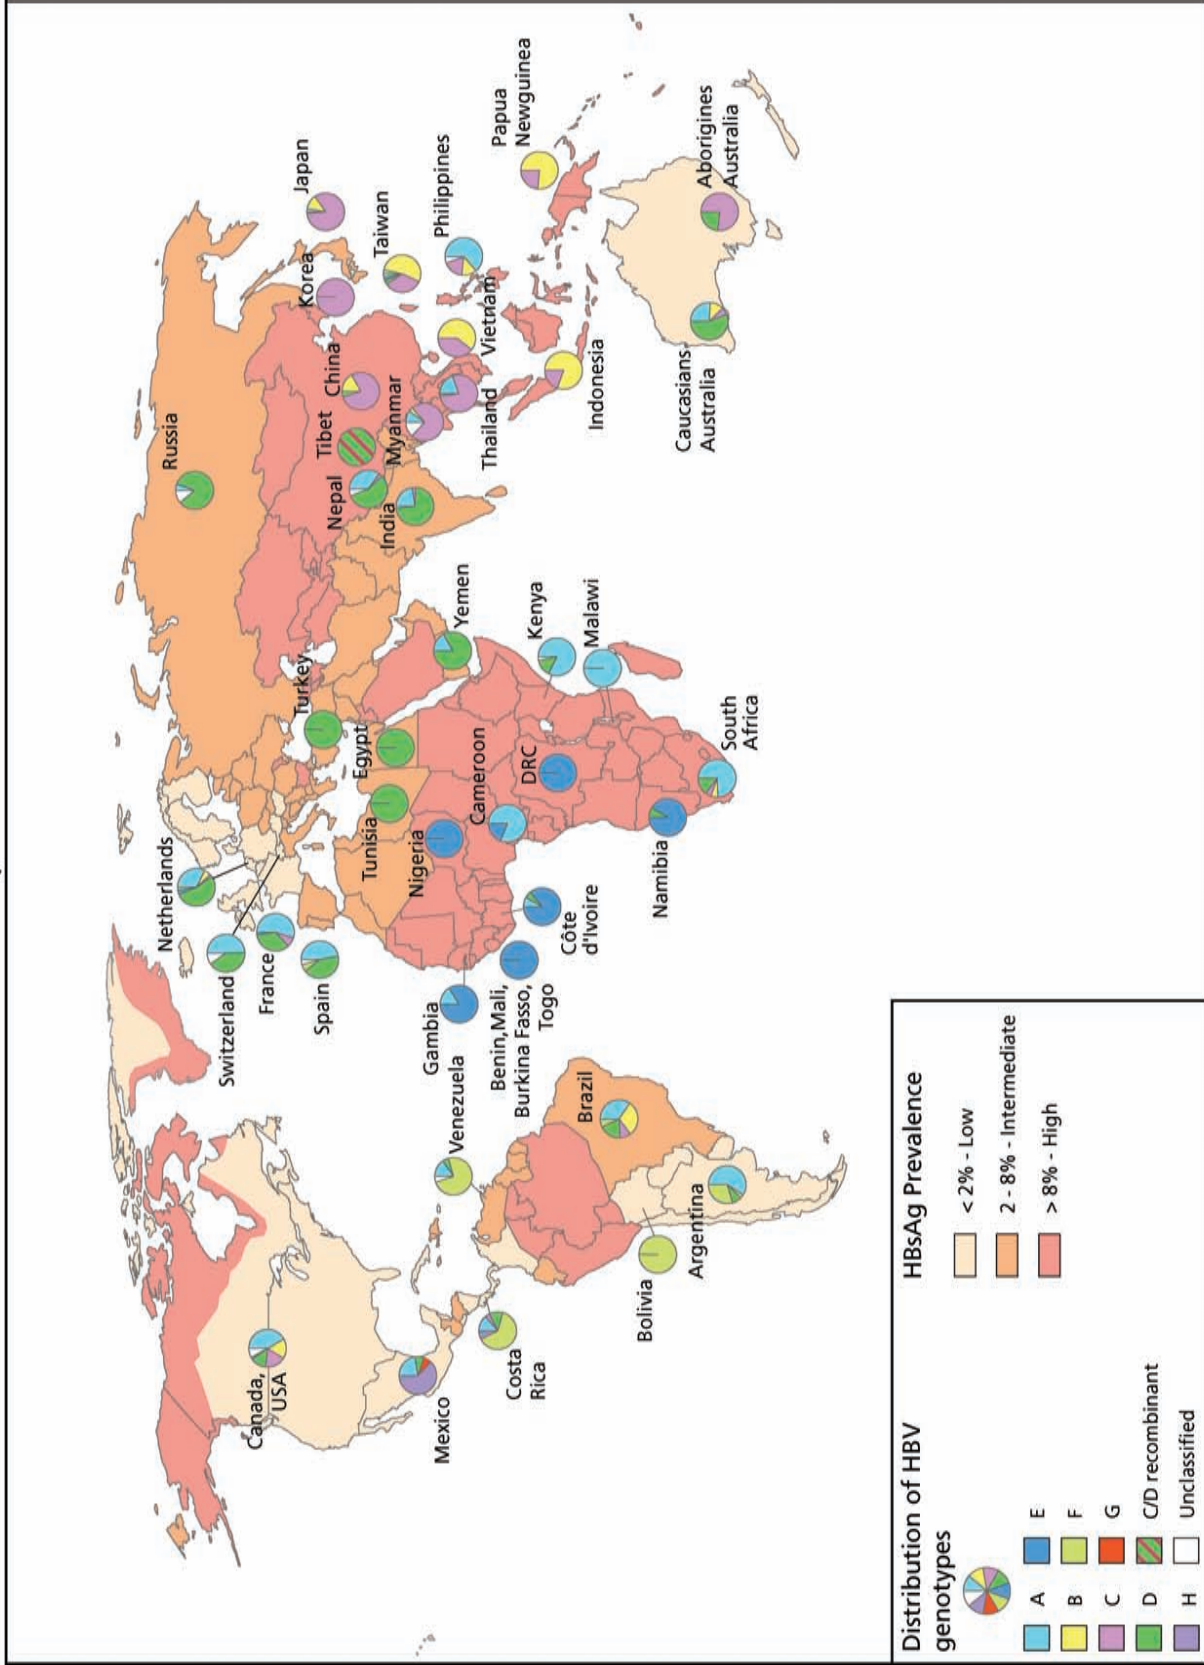 Canada,
USA
Mexico
Costa
Rica
Venezuela
Bolivia
Argentina
Brazil
Netherlands
Switzerland
France
Spain
Gambia
Benin,Mali,
Burkina Fasso,
Togo
Côte
d'Ivoire
Tunisia
Nigeria
Cameroon
Egypt
Turkey
DRC
Namibia
South
Africa
Kenya
Malawi
Yemen
Russia
Nepal
India
Tibet
China
Myanmar
Thailand
Vietnam
Korea
Japan
Taiwan
Philippines
Indonesia
Papua
Newguinea
Caucasians
Australia
Aborigines
Australia
Distribution of HBV
genotypes
A
B
C
D
H
E
F
G
C/D recombinant
Unclassified
HBsAg Prevalence
< 2% - Low
2 - 8% - Intermediate
> 8% - High